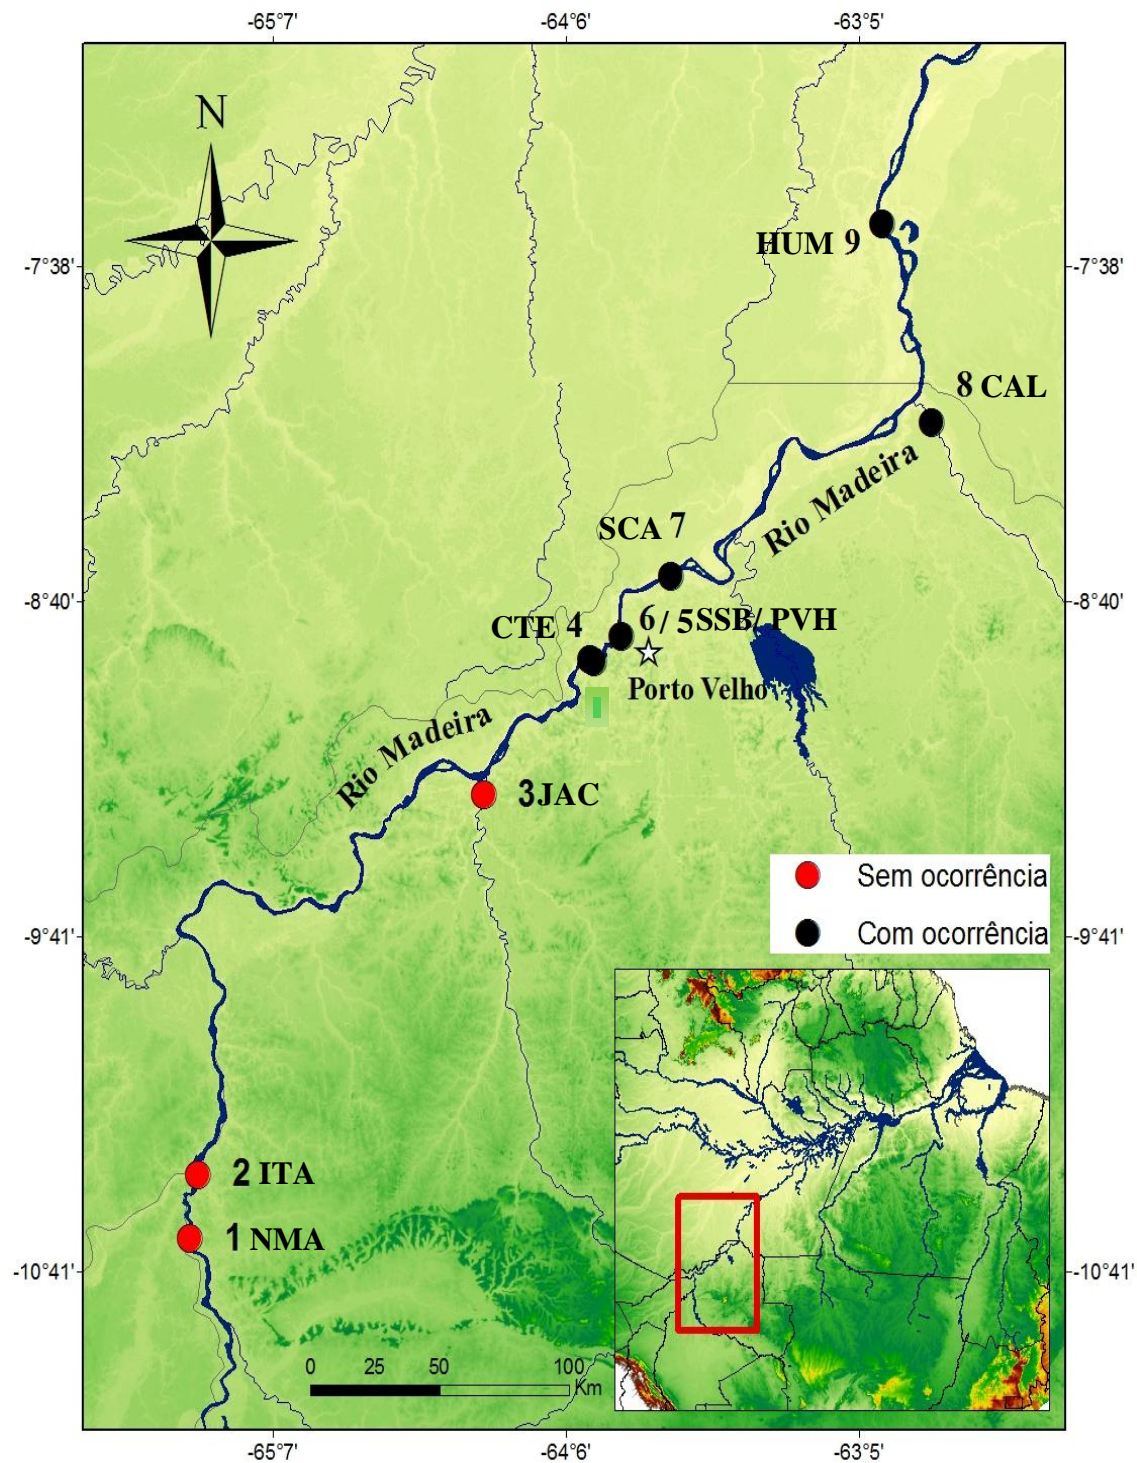 -65°7' -64°6' -63°5'
N
HUM 9
-7°38' -7°38'
8 CAL
Rio Madeira
SCA 7
-8°40' -8°40'
CTE 4 6/ 5SSB/ PVH
Porto Velho
Rio Madeira
3JAC
Sem ocorrência
-9°41' Com ocorrência -9°41'
2 ITA
1 NMA
-10°41' -10°41'
0 25 50 100
Km
-65°7' -64°6' -63°5'